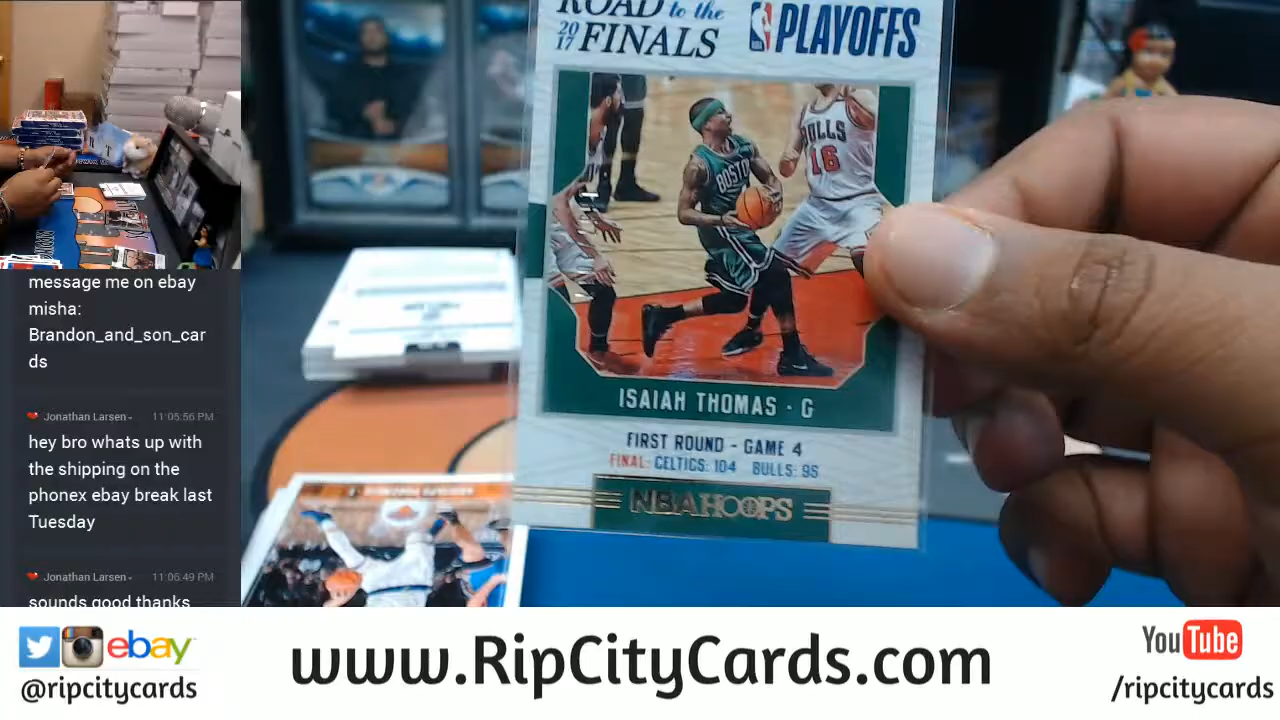 message me on ebay
misha:
Brandon_and_son_car
ds
Jonathan Larsen 11:05:56 PM
hey bro whats up with
the shipping on the
phonex ebay break last
Tuesday
Jonathan Larsen 11:06:49 PM
sounds good thanks
ROAD to the
2017 FINALS
NBA PLAYOFFS
BOSTON
BULLS
16
ISAIAH THOMAS · G
FIRST ROUND - GAME 4
FINAL: CELTICS: 104 BULLS: 95
NBA HOOPS
ebay
@ripcitycards
www.RipCityCards.com
YouTube
/ripcitycards